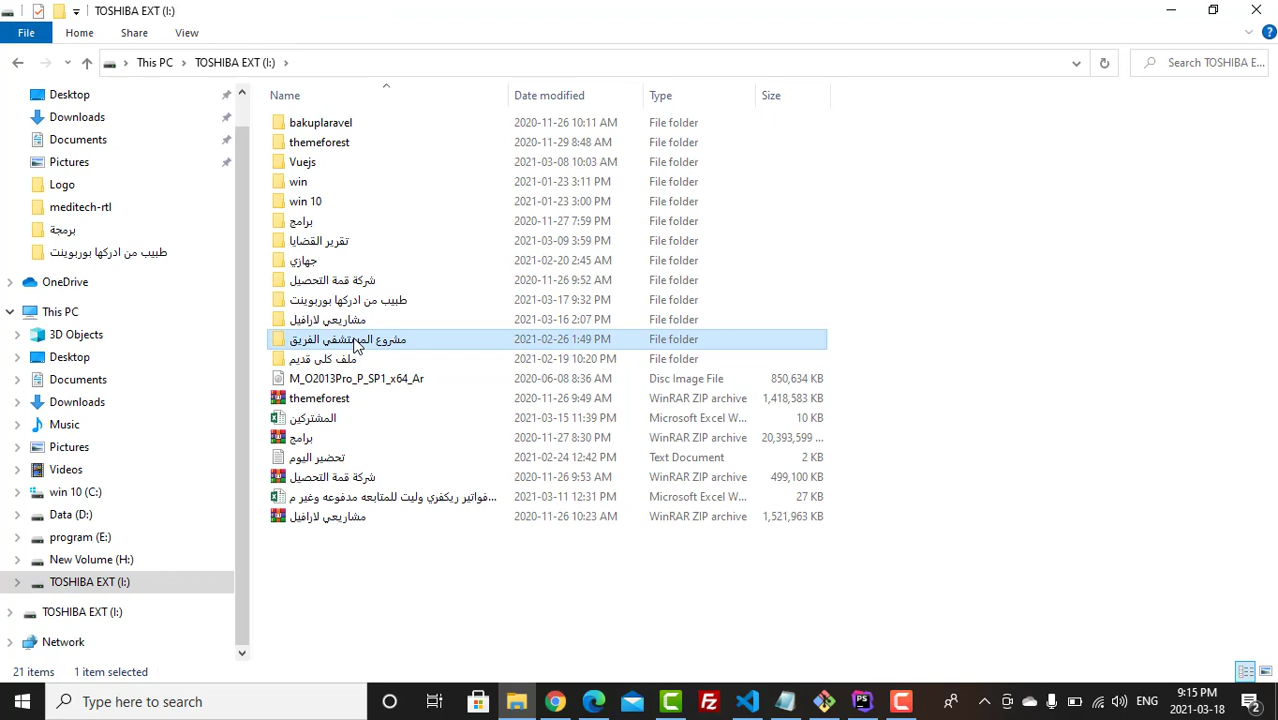 TOSHIBA EXT (I:)
File Home Share View
This PC TOSHIBA EXT (I:) Search TOSHIBA E...
Name Date modified Type Size
Desktop
Downloads
Documents
Pictures
Logo
meditech-rtl
برمجة
طبيب من ادركها بوربوينت
OneDrive
This PC
3D Objects
Desktop
Documents
Downloads
Music
Pictures
Videos
win 10 (C:)
Data (D:)
program (E:)
New Volume (H:)
TOSHIBA EXT (I:)
TOSHIBA EXT (I:)
Network
bakuplaravel 2020-11-26 10:11 AM File folder
themeforest 2020-11-29 8:48 AM File folder
Vuejs 2021-03-08 10:03 AM File folder
win 2021-01-23 3:11 PM File folder
win 10 2021-01-23 3:00 PM File folder
برامج 2020-11-27 7:59 PM File folder
تقرير القضايا 2021-03-09 3:59 PM File folder
جهازي 2021-02-20 2:45 AM File folder
شركة قمة التحصيل 2020-11-26 9:52 AM File folder
طبيب من ادركها بوربوينت 2021-03-17 9:32 PM File folder
مشاريعي لارافيل 2021-03-16 2:07 PM File folder
مشروع المستشفي الفريق 2021-02-26 1:49 PM File folder
ملف كلى قديم 2021-02-19 10:20 PM File folder
M_O2013Pro_P_SP1_x64_Ar 2020-06-08 8:36 AM Disc Image File 850,634 KB
themeforest 2020-11-26 9:49 AM WinRAR ZIP archive 1,418,583 KB
المشتركين 2021-03-15 11:39 PM Microsoft Excel W... 10 KB
برامج 2020-11-27 8:30 PM WinRAR ZIP archive 20,393,599 ...
تحضير اليوم 2021-02-24 12:42 PM Text Document 2 KB
شركة قمة التحصيل 2020-11-26 9:53 AM WinRAR ZIP archive 499,100 KB
فواتير ريكفري وليت للمتابعه مدفوعه وغير م... 2021-03-11 12:31 PM Microsoft Excel W... 27 KB
مشاريعي لارافيل 2020-11-26 10:23 AM WinRAR ZIP archive 1,521,963 KB
21 items 1 item selected
Type here to search
PS
ENG
9:15 PM
2021-03-18
2